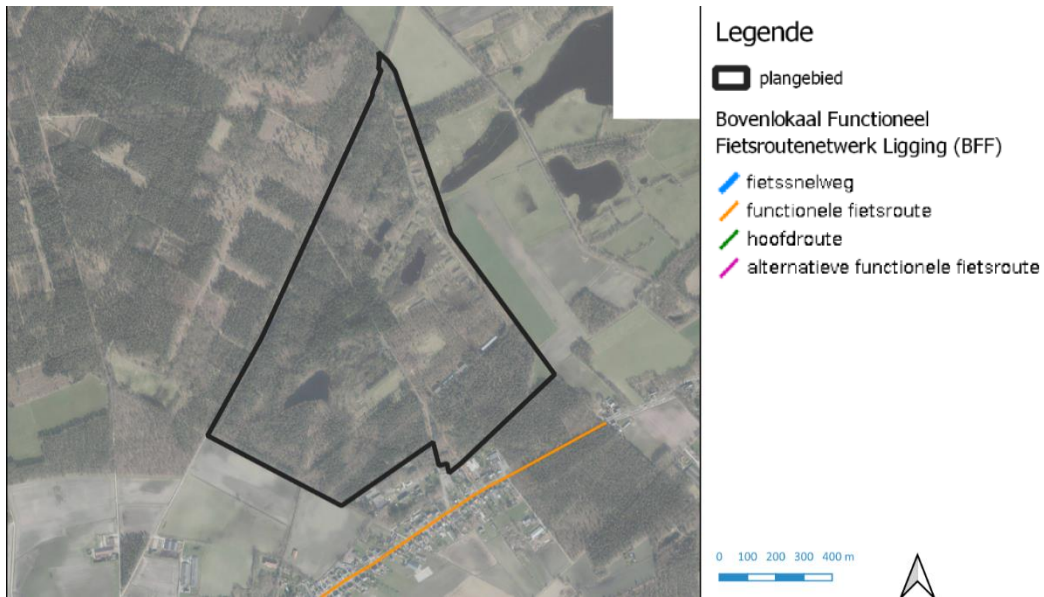 Legende
plangebied
Bovenlokaal Functioneel
Fietsroutenetwerk Ligging (BFF)
fietssnelweg
functionele fietsroute
hoofdroute
alternatieve functionele fietsroute
0 100 200 300 400 m